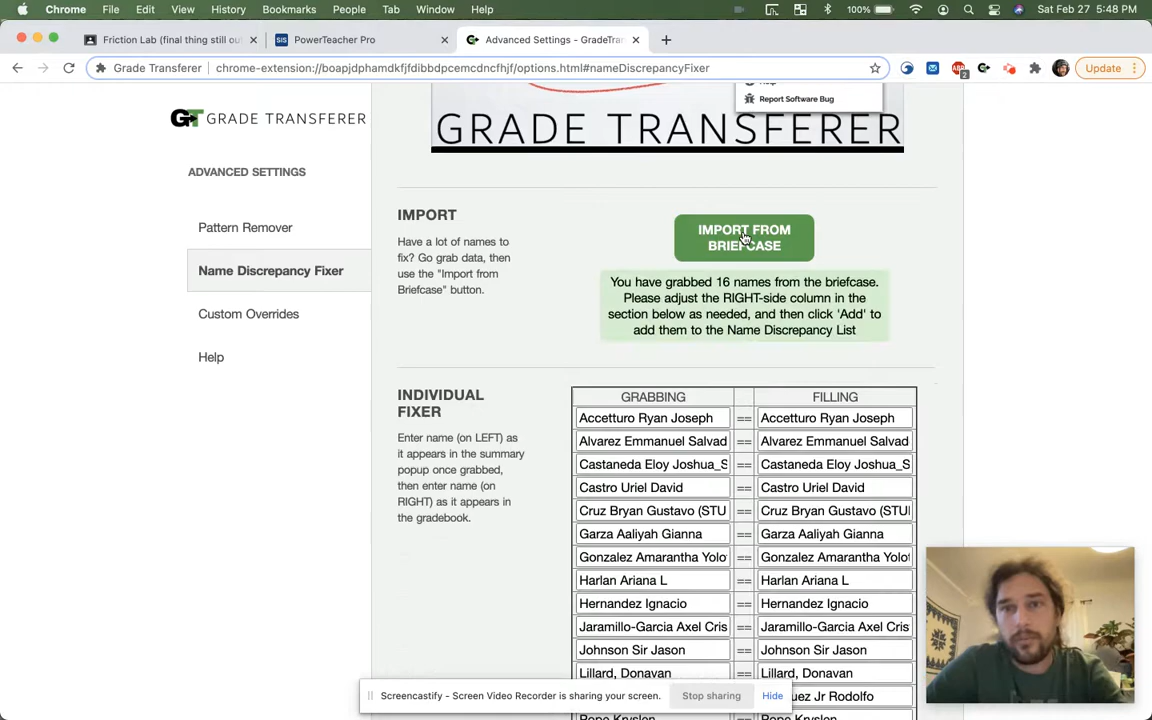 Chrome File Edit View History Bookmarks People Tab Window Help 100% Sat Feb 27 5:48 PM
Friction Lab (final thing still ou PowerTeacher Pro Advanced Settings - GradeTran
Grade Transferer chrome-extension://boapjdphamdkfjfdibbdpcemcdncfhjf/options.html#nameDiscrepancyFixer 2 Update
Report Software Bug
GRADE TRANSFERER
GT GRADE TRANSFERER
ADVANCED SETTINGS
Pattern Remover
Name Discrepancy Fixer
Custom Overrides
Help
IMPORT
Have a lot of names to
fix? Go grab data, then
use the "Import from
Briefcase" button.
IMPORT FROM
BRIEFCASE
You have grabbed 16 names from the briefcase.
Please adjust the RIGHT-side column in the
section below as needed, and then click 'Add' to
add them to the Name Discrepancy List
INDIVIDUAL
FIXER
Enter name (on LEFT) as
it appears in the summary
popup once grabbed,
then enter name (on
RIGHT) as it appears in
the gradebook.
GRABBING FILLING
Accetturo Ryan Joseph == Accetturo Ryan Joseph
Alvarez Emmanuel Salvad == Alvarez Emmanuel Salvad
Castaneda Eloy Joshua_S == Castaneda Eloy Joshua_S
Castro Uriel David == Castro Uriel David
Cruz Bryan Gustavo (STU == Cruz Bryan Gustavo (STU
Garza Aaliyah Gianna == Garza Aaliyah Gianna
Gonzalez Amarantha Yolo == Gonzalez Amarantha Yolo
Harlan Ariana L == Harlan Ariana L
Hernandez Ignacio == Hernandez Ignacio
Jaramillo-Garcia Axel Cris == Jaramillo-Garcia Axel Cris
Johnson Sir Jason == Johnson Sir Jason
Lillard, Donavan == Lillard, Donavan
uez Jr Rodolfo
Screencastify - Screen Video Recorder is sharing your screen. Stop sharing Hide